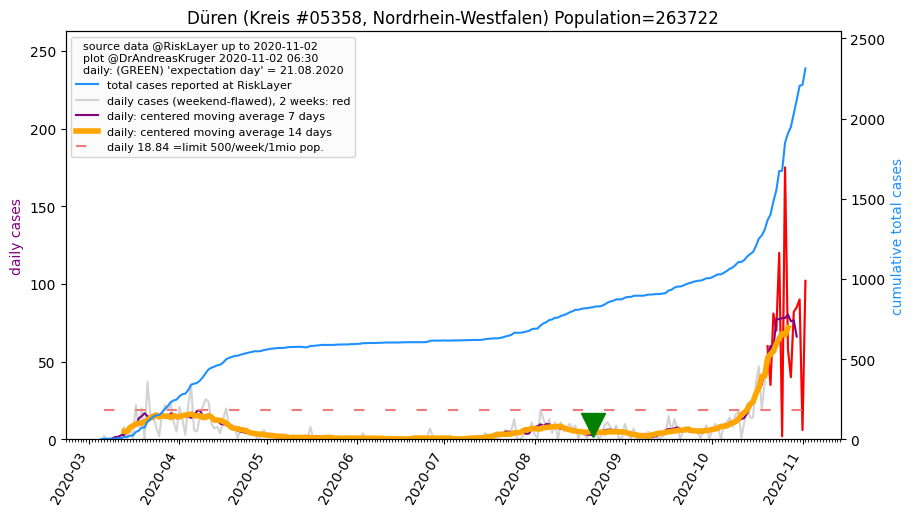 Düren (Kreis #05358, Nordrhein-Westfalen) Population=263722
source data @RiskLayer up to 2020-11-02
plot @DrAndreasKruger 2020-11-02 06:30
daily: (GREEN) 'expectation day' = 21.08.2020
total cases reported at RiskLayer
daily cases (weekend-flawed), 2 weeks: red
daily: centered moving average 7 days
daily: centered moving average 14 days
daily 18.84 =limit 500/week/1mio pop.
daily cases
250
200
150
100
50
0
cumulative total cases
2500
2000
1500
1000
500
0
2020-03
2020-04
2020-05
2020-06
2020-07
2020-08
2020-09
2020-10
2020-11